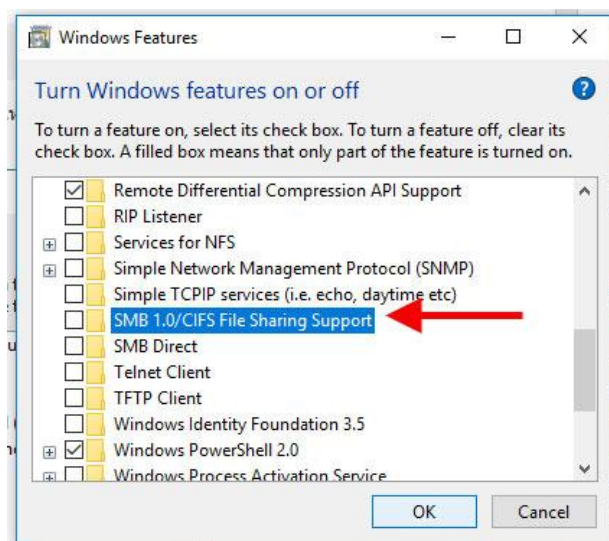 Windows Features
Turn Windows features on or off
To turn a feature on, select its check box. To turn a feature off, clear its
check box. A filled box means that only part of the feature is turned on.
Remote Differential Compression API Support
RIP Listener
Services for NFS
Simple Network Management Protocol (SNMP)
Simple TCPIP services (i.e. echo, daytime etc)
SMB 1.0/CIFS File Sharing Support
SMB Direct
Telnet Client
TFTP Client
Windows Identity Foundation 3.5
Windows PowerShell 2.0
Windows Process Activation Service
OK Cancel